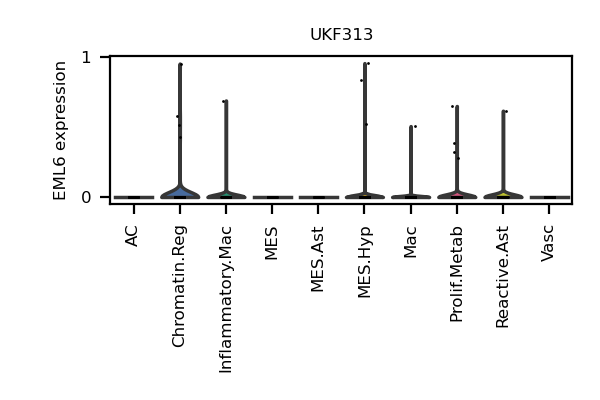 UKF313
EML6 expression
1
0
AC
Chromatin.Reg
Inflammatory.Mac
MES
MES.Ast
MES.Hyp
Mac
Prolif.Metab
Reactive.Ast
Vasc